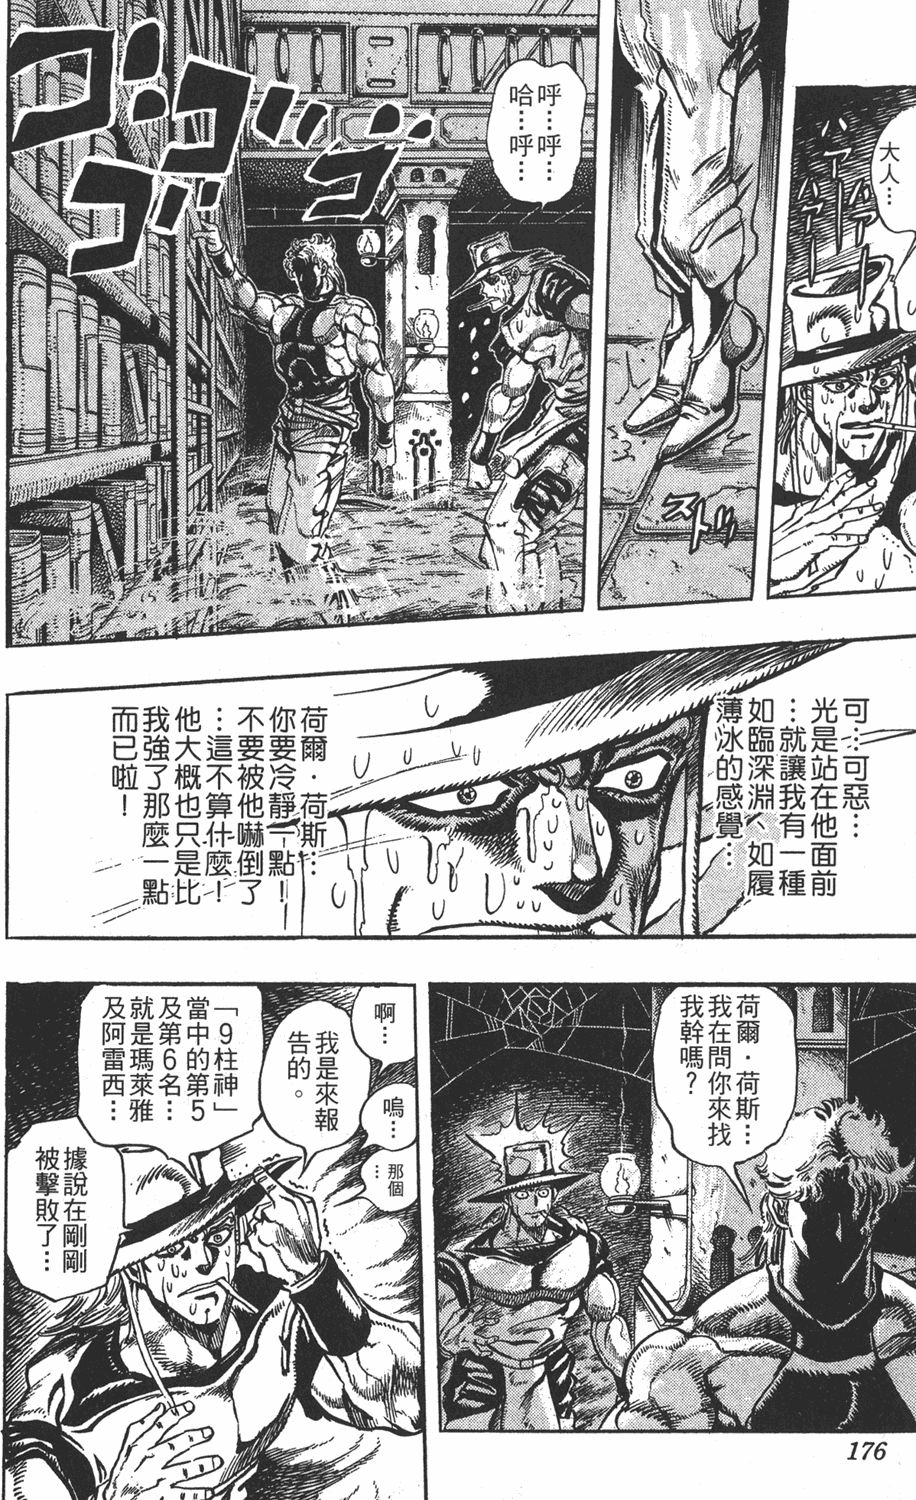 大人…
ハァーハァーハァー
ストッ
呼…呼…
哈…呼…
ゴゴゴゴ
可…可惡…
光是站在他面前
…就讓我有一種
如臨深淵、如履
薄冰的感覺…
荷爾·荷斯…
你要冷靜一點！
不要被他嚇倒了
…這不算什麼！
他大概也只是比
我強了那麼一點
而已啦！
荷爾·荷斯…
我在問你來找
我幹嗎？
啊…
嗚…
…那個
我是來報
告的。
「9柱神」
當中的第5
及第6名…
就是瑪萊雅
及阿雷西…
據說在剛剛
被擊敗了…
176